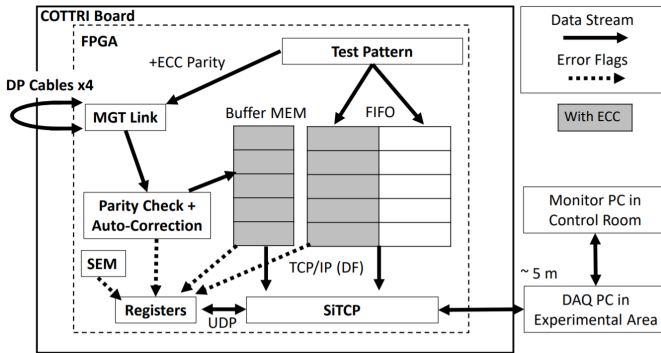 COTTRI Board
FPGA
Test Pattern
+ECC Parity
DP Cables x4
MGT Link
Buffer MEM
FIFO
Parity Check +
Auto-Correction
SEM
TCP/IP (DF)
Registers
UDP
SiTCP
Data Stream
Error Flags
With ECC
Monitor PC in
Control Room
~ 5 m
DAQ PC in
Experimental Area